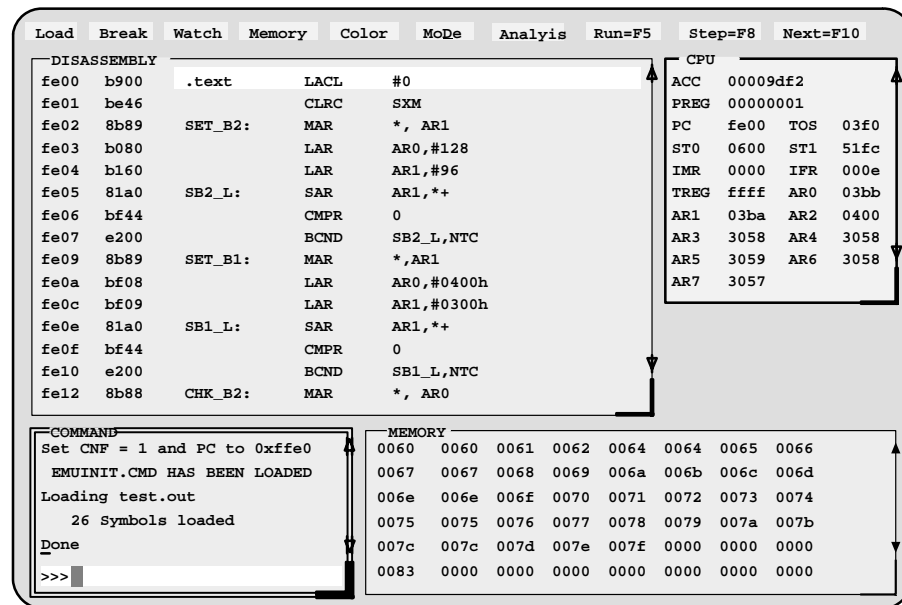 Load Break Watch Memory Color MoDe Analyis Run=F5 Step=F8 Next=F10
DISASSEMBLY
fe00 b900 .text LACL #0
fe01 be46 CLRC SXM
fe02 8b89 SET_B2: MAR *, AR1
fe03 b080 LAR AR0,#128
fe04 b160 LAR AR1,#96
fe05 81a0 SB2_L: SAR AR1,*+
fe06 bf44 CMPR 0
fe07 e200 BCND SB2_L,NTC
fe09 8b89 SET_B1: MAR *,AR1
fe0a bf08 LAR AR0,#0400h
fe0c bf09 LAR AR1,#0300h
fe0e 81a0 SB1_L: SAR AR1,*+
fe0f bf44 CMPR 0
fe10 e200 BCND SB1_L,NTC
fe12 8b88 CHK_B2: MAR *, AR0
CPU
ACC 00009df2
PREG 00000001
PC fe00 TOS 03f0
ST0 0600 ST1 51fc
IMR 0000 IFR 000e
TREG ffff AR0 03bb
AR1 03ba AR2 0400
AR3 3058 AR4 3058
AR5 3059 AR6 3058
AR7 3057
COMMAND
Set CNF = 1 and PC to 0xffe0
EMUINIT.CMD HAS BEEN LOADED
Loading test.out
26 Symbols loaded
Done
>>>
MEMORY
0060 0060 0061 0062 0064 0064 0065 0066
0067 0067 0068 0069 006a 006b 006c 006d
006e 006e 006f 0070 0071 0072 0073 0074
0075 0075 0076 0077 0078 0079 007a 007b
007c 007c 007d 007e 007f 0000 0000 0000
0083 0000 0000 0000 0000 0000 0000 0000